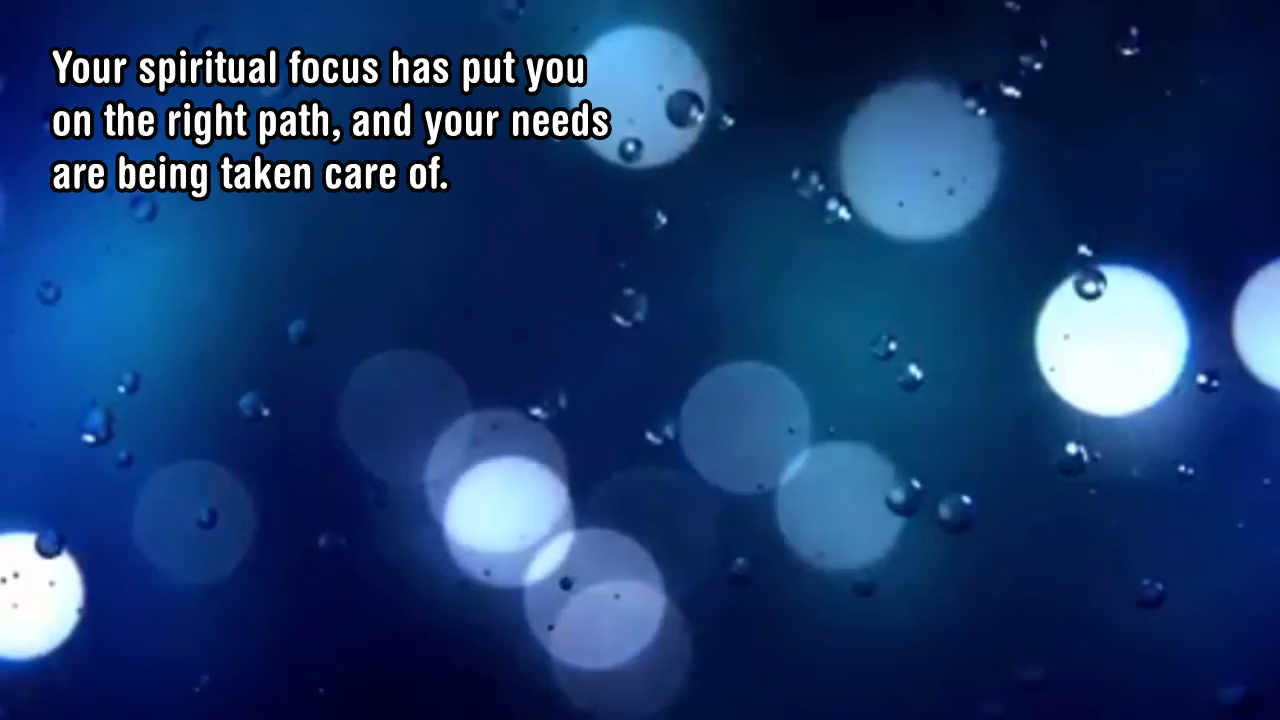 Your spiritual focus has put you
on the right path, and your needs
are being taken care of.